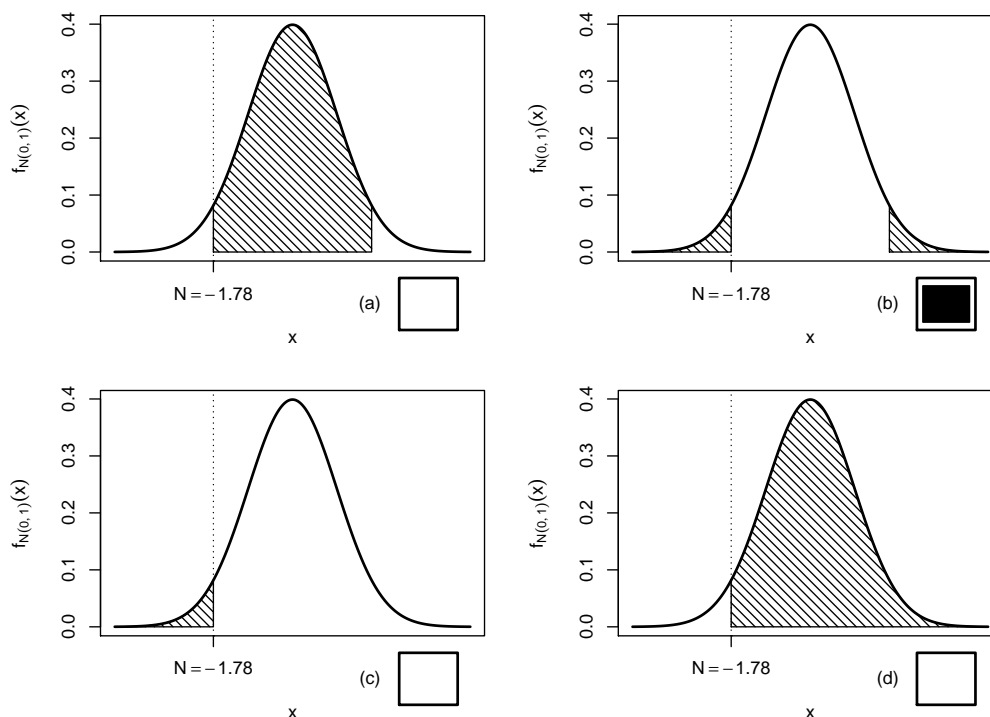 0.4
0.3
0.2
0.1
0.0
f_{N(0, 1)}(x)
N = −1.78
(a)
x
0.4
0.3
0.2
0.1
0.0
f_{N(0, 1)}(x)
N = −1.78
(b)
x
0.4
0.3
0.2
0.1
0.0
f_{N(0, 1)}(x)
N = −1.78
(c)
x
0.4
0.3
0.2
0.1
0.0
f_{N(0, 1)}(x)
N = −1.78
(d)
x